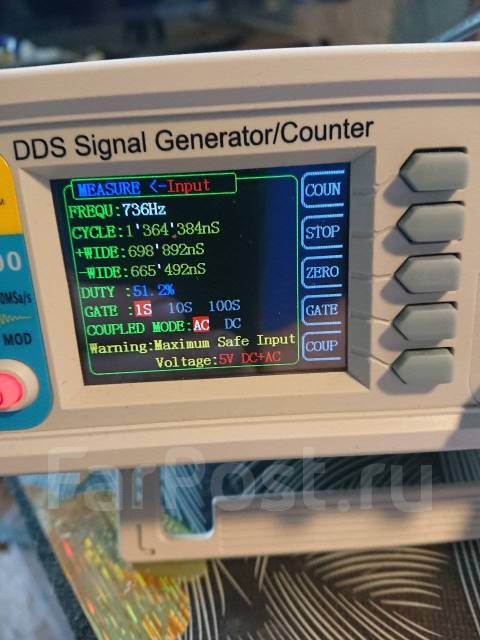 DDS Signal Generator/Counter
MEASURE <-Input
COUN
FREQU:736Hz
CYCLE:1'364'384nS
STOP
+WIDE:698'892nS
-WIDE:665'492nS
ZERO
DUTY :51.2%
GATE :1S 10S 100S
GATE
COUPLED MODE:AC DC
Warning:Maximum Safe Input
COUP
Voltage:5V DC+AC
00
0MSa/s
MOD
FarPost.ru